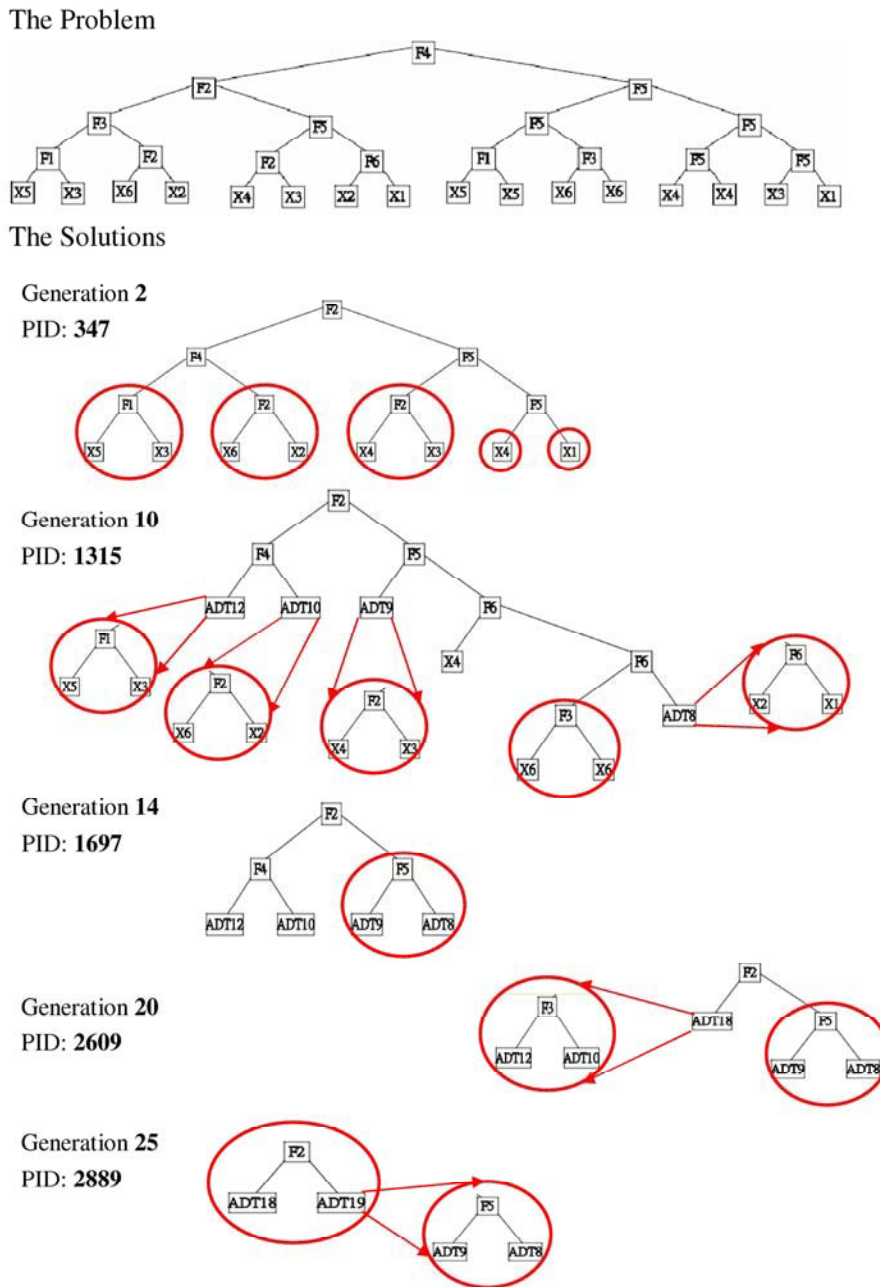 The Problem
F4
F2 F5
F3 F5 F5 F5
F1 F2 F2 F6 F1 F3 F5 F5
X5 X3 X6 X2 X4 X3 X2 X1 X5 X5 X6 X6 X4 X4 X3 X1
The Solutions
Generation 2
PID: 347
F2
F4 F5
F1 F2 F2 F5
X5 X3 X6 X2 X4 X3 X4 X1
Generation 10
PID: 1315
F2
F4 F5
ADT12 ADT10 ADT9 F6
F1 X4 F6 F6
X5 X3 F2 F2 F3 ADT8 X2 X1
X6 X2 X4 X3 X6 X6
Generation 14
PID: 1697
F2
F4 F5
ADT12 ADT10 ADT9 ADT8
Generation 20
PID: 2609
F2
F3 ADT18 F5
ADT12 ADT10 ADT9 ADT8
Generation 25
PID: 2889
F2
ADT18 ADT19 F5
ADT9 ADT8